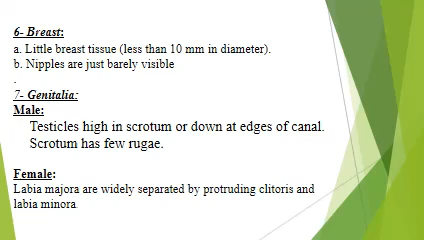 6- Breast:
a. Little breast tissue (less than 10 mm in diameter).
b. Nipples are just barely visible
.
7- Genitalia:
Male:
Testicles high in scrotum or down at edges of canal.
Scrotum has few rugae.
Female:
Labia majora are widely separated by protruding clitoris and
labia minora.